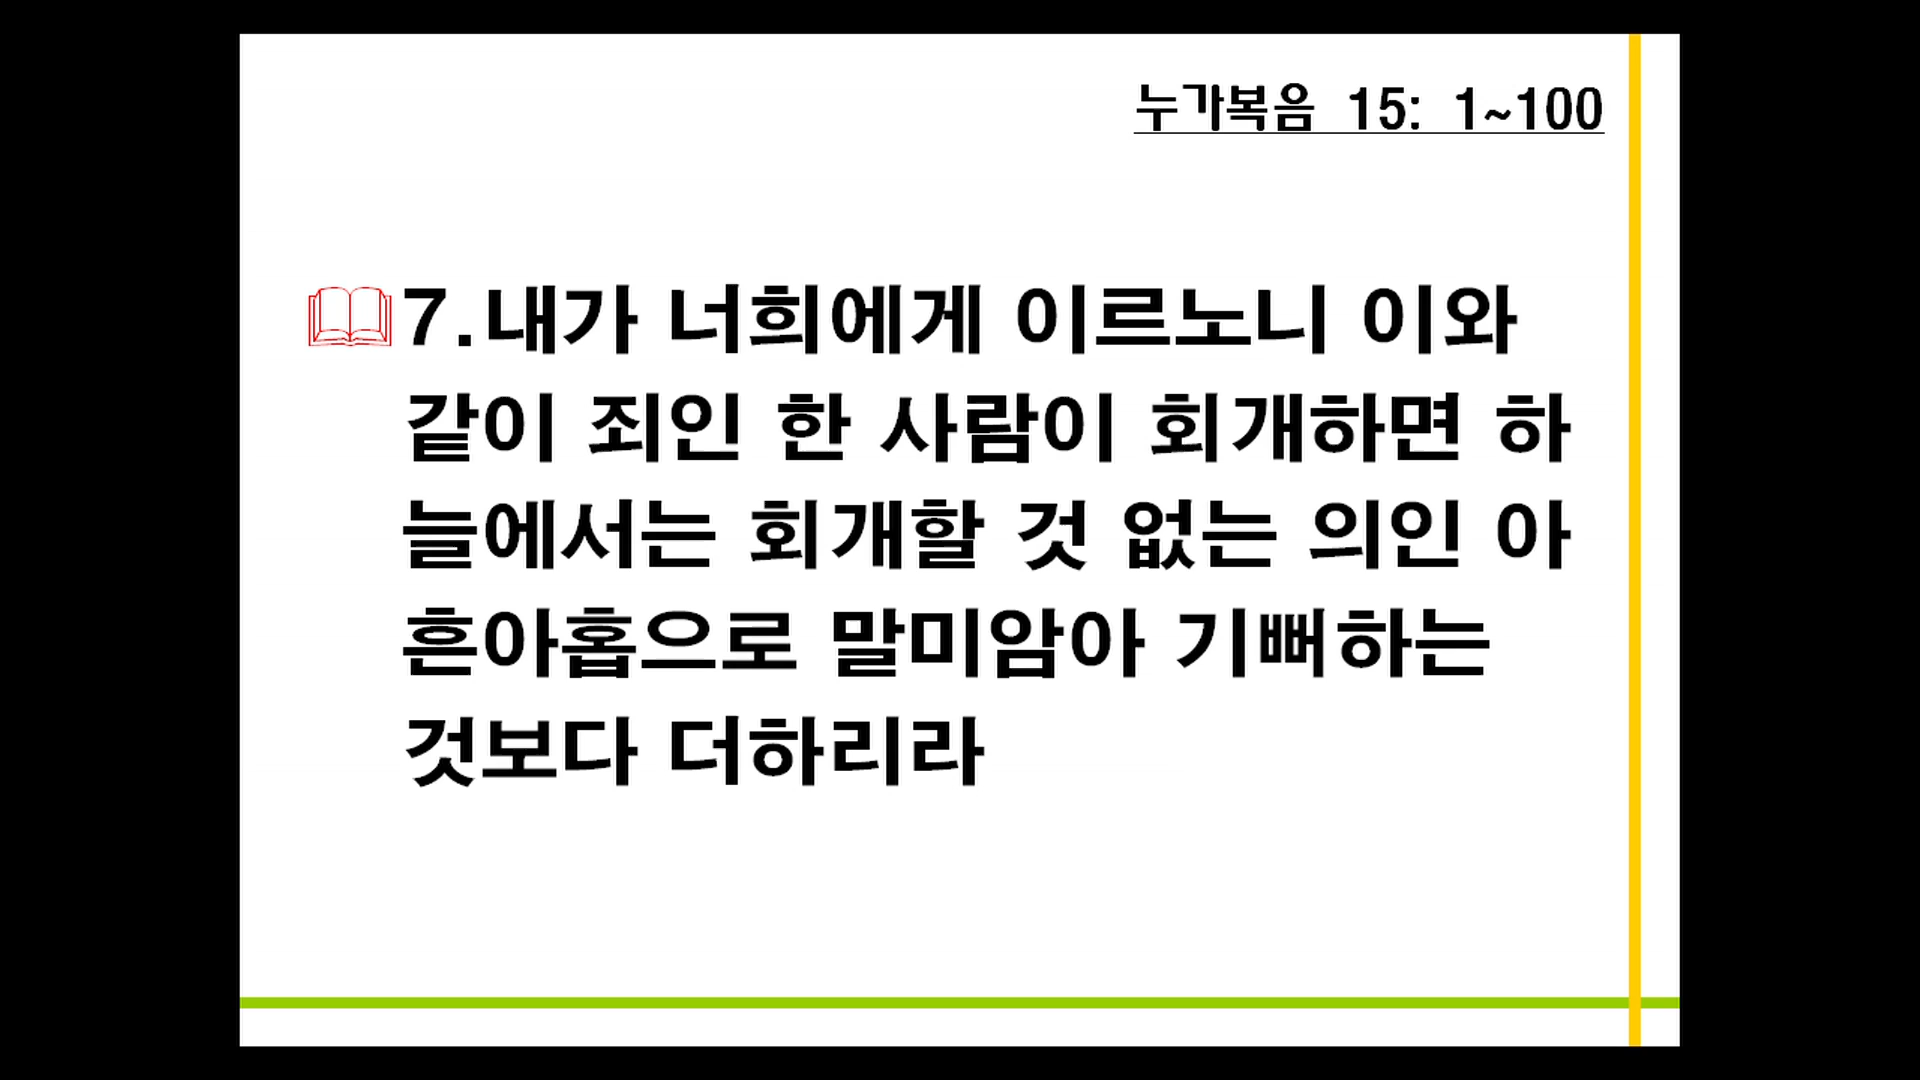 누가복음 15: 1~100
7.내가 너희에게 이르노니 이와
같이 죄인 한 사람이 회개하면 하
늘에서는 회개할 것 없는 의인 아
흔아홉으로 말미암아 기뻐하는
것보다 더하리라